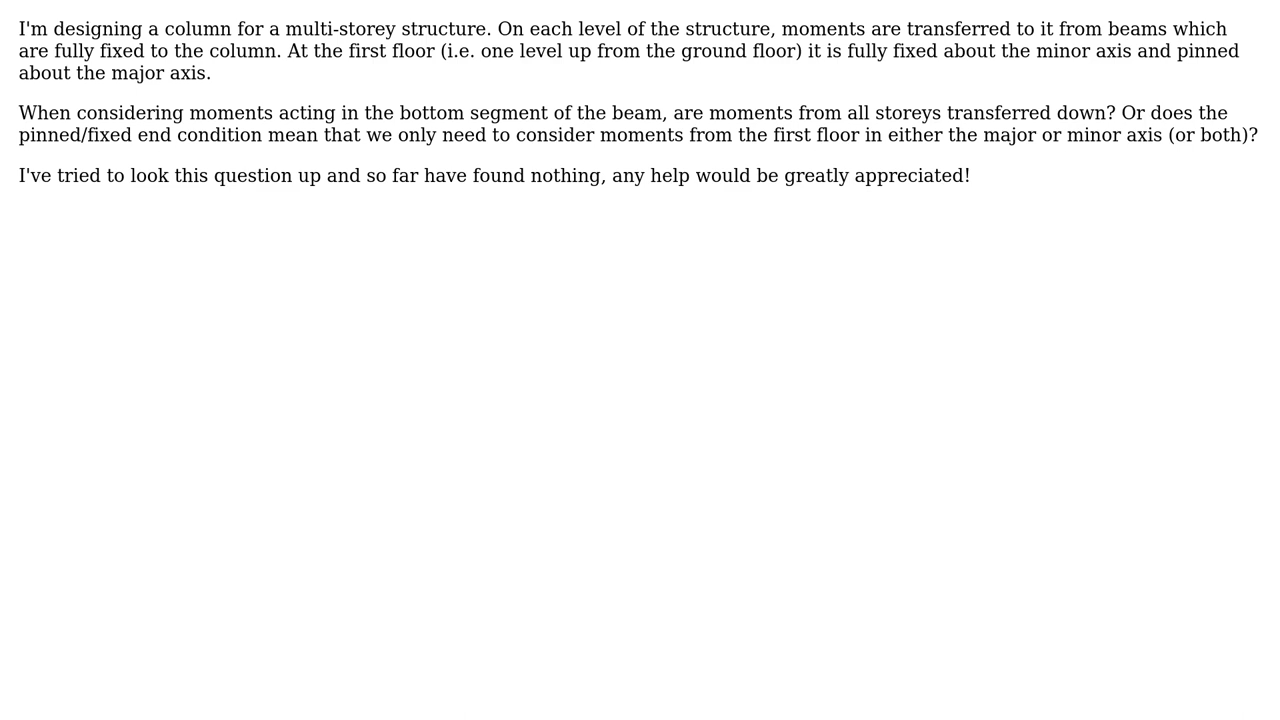 I'm designing a column for a multi-storey structure. On each level of the structure, moments are transferred to it from beams which
are fully fixed to the column. At the first floor (i.e. one level up from the ground floor) it is fully fixed about the minor axis and pinned
about the major axis.
When considering moments acting in the bottom segment of the beam, are moments from all storeys transferred down? Or does the
pinned/fixed end condition mean that we only need to consider moments from the first floor in either the major or minor axis (or both)?
I've tried to look this question up and so far have found nothing, any help would be greatly appreciated!